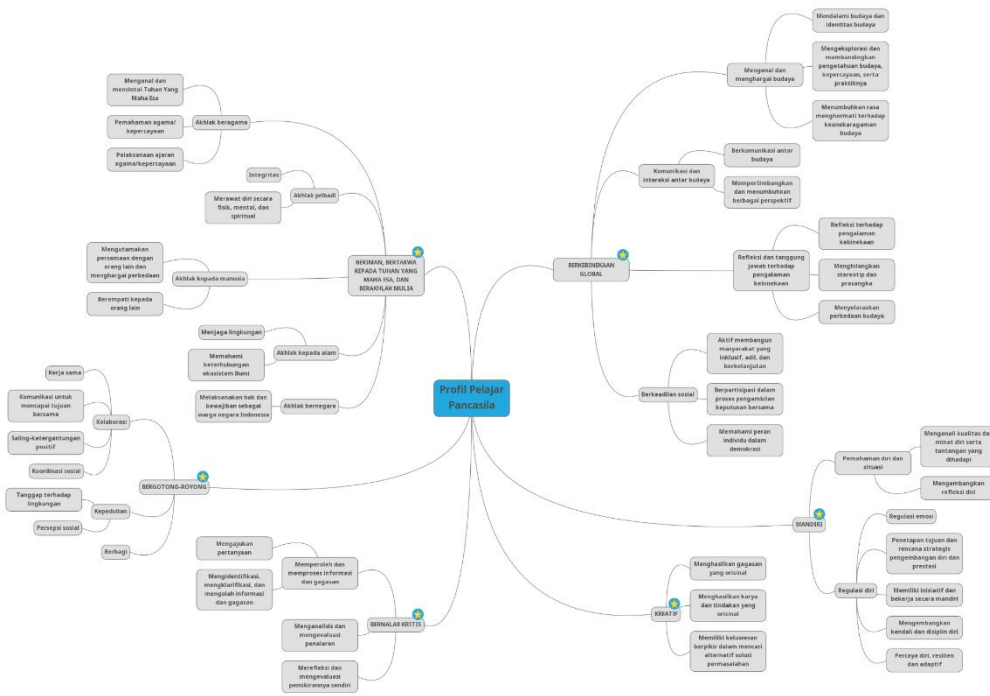 Profil Pelajar
Pancasila
BERIMAN, BERTAKWA
KEPADA TUHAN YANG
MAHA ESA, DAN
BERAKHLAK MULIA
Akhlak beragama
Mengenal dan
mencintai Tuhan Yang
Maha Esa
Pemahaman agama/
kepercayaan
Pelaksanaan ajaran
agama/kepercayaan
Akhlak pribadi
Integritas
Merawat diri secara
fisik, mental, dan
spiritual
Akhlak kepada manusia
Mengutamakan
persamaan dengan
orang lain dan
menghargai perbedaan
Berempati kepada
orang lain
Akhlak kepada alam
Menjaga lingkungan
Memahami
keterhubungan
ekosistem Bumi
Akhlak bernegara
Melaksanakan hak dan
kewajiban sebagai
warga negara Indonesia
BERGOTONG-ROYONG
Kolaborasi
Kerja sama
Komunikasi untuk
mencapai tujuan
bersama
Saling-ketergantungan
positif
Koordinasi sosial
Kepedulian
Tanggap terhadap
lingkungan
Persepsi sosial
Berbagi
BERNALAR KRITIS
Memperoleh dan
memproses informasi
dan gagasan
Mengajukan
pertanyaan
Mengidentifikasi,
mengklarifikasi, dan
mengolah informasi
dan gagasan
Menganalisis dan
mengevaluasi
penalaran
Merefleksi dan
mengevaluasi
pemikirannya sendiri
BERKEBINEKAAN
GLOBAL
Mengenal dan
menghargai budaya
Mendalami budaya dan
identitas budaya
Mengeksplorasi dan
membandingkan
pengetahuan budaya,
kepercayaan, serta
praktiknya
Menumbuhkan rasa
menghormati terhadap
keanekaragaman
budaya
Komunikasi dan
interaksi antar budaya
Berkomunikasi antar
budaya
Mempertimbangkan
dan menumbuhkan
berbagai perspektif
Refleksi dan tanggung
jawab terhadap
pengalaman
kebinekaan
Refleksi terhadap
pengalaman
kebinekaan
Menghilangkan
stereotip dan
prasangka
Menyelaraskan
perbedaan budaya
Berkeadilan sosial
Aktif membangun
masyarakat yang
inklusif, adil, dan
berkelanjutan
Berpartisipasi dalam
proses pengambilan
keputusan bersama
Memahami peran
individu dalam
demokrasi
MANDIRI
Pemahaman diri dan
situasi
Mengenali kualitas da
minat diri serta
tantangan yang
dihadapi
Mengembangkan
refleksi diri
Regulasi diri
Regulasi emosi
Penetapan tujuan dan
rencana strategis
pengembangan diri dan
prestasi
Memiliki inisiatif dan
bekerja secara mandiri
Mengembangkan
kendali dan disiplin diri
Percaya diri, resilien
dan adaptif
KREATIF
Menghasilkan gagasan
yang orisinal
Menghasilkan karya
dan tindakan yang
orisinal
Memiliki keluwesan
berpikir dalam mencari
alternatif solusi
permasalahan